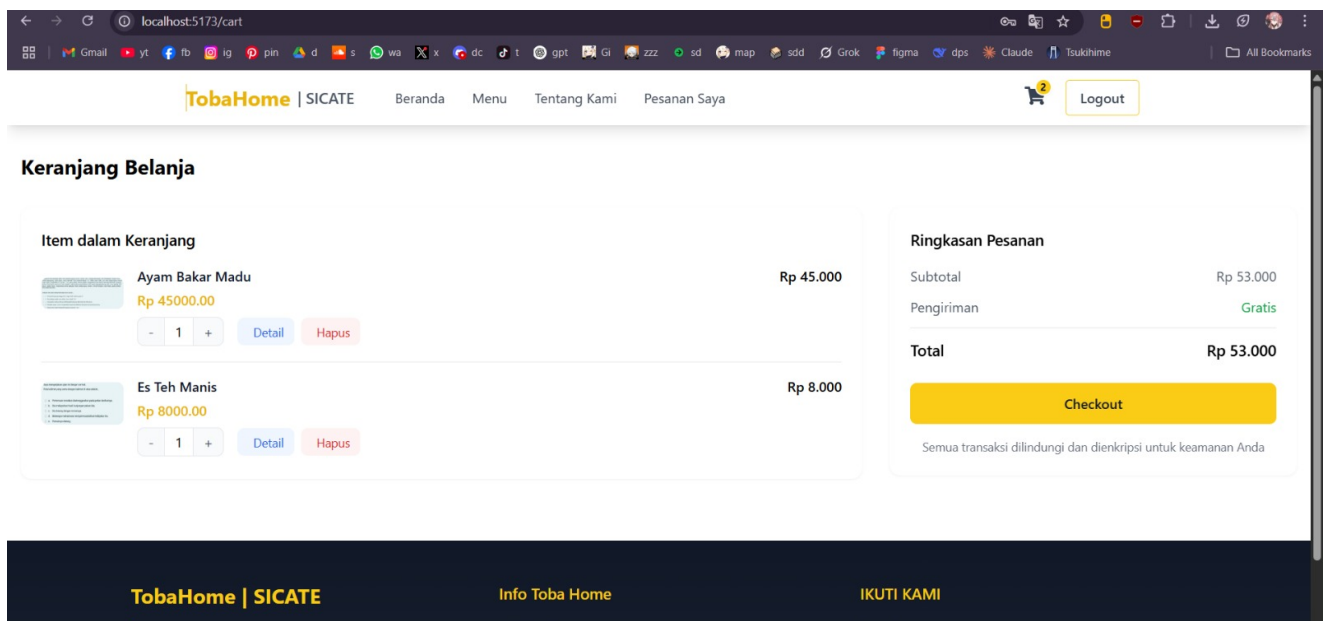 localhost:5173/cart
Gmail yt fb ig pin d s wa x dc t gpt Gi zzz sd map sdd Grok figma dps Claude Tsukihime All Bookmarks
TobaHome | SICATE Beranda Menu Tentang Kami Pesanan Saya 2 Logout
Keranjang Belanja
Item dalam Keranjang
Ayam Bakar Madu Rp 45.000
Rp 45000.00
- 1 + Detail Hapus
Es Teh Manis Rp 8.000
Rp 8000.00
- 1 + Detail Hapus
Ringkasan Pesanan
Subtotal Rp 53.000
Pengiriman Gratis
Total Rp 53.000
Checkout
Semua transaksi dilindungi dan dienkripsi untuk keamanan Anda
TobaHome | SICATE Info Toba Home IKUTI KAMI